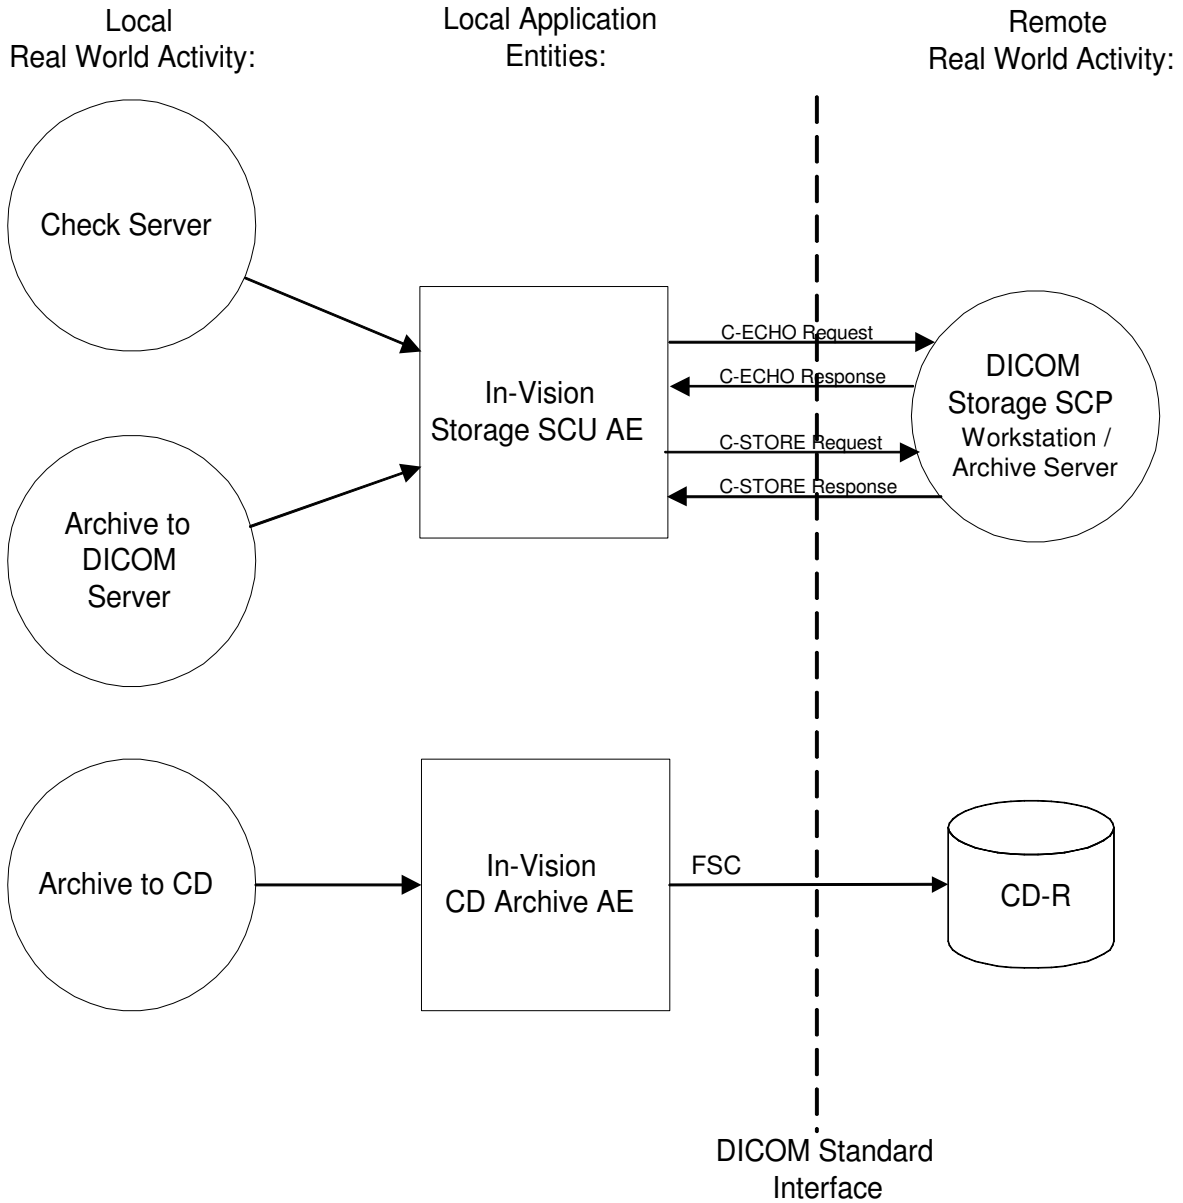 Local
Real World Activity:
Local Application
Entities:
Remote
Real World Activity:
Check Server
C-ECHO Request
C-ECHO Response
C-STORE Request
C-STORE Response
In-Vision
Storage SCU AE
DICOM
Storage SCP
Workstation /
Archive Server
Archive to
DICOM
Server
Archive to CD
In-Vision
CD Archive AE
FSC
CD-R
DICOM Standard
Interface